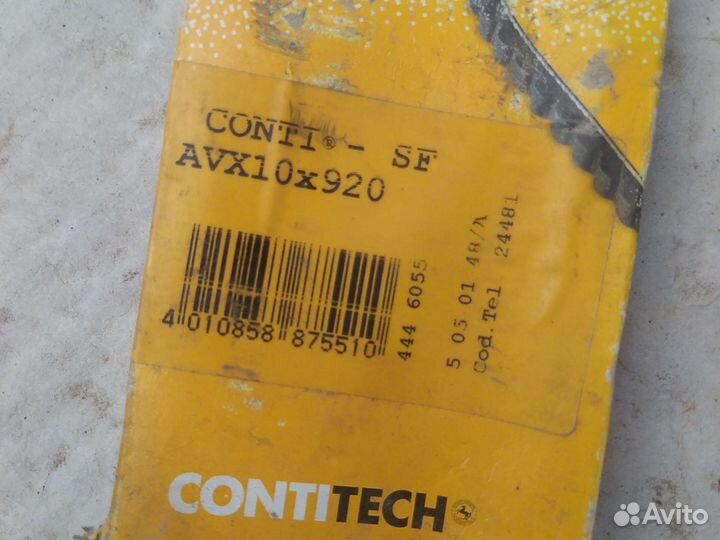 CONTI® - SF
AVX10x920
4 010858 875510
444 6055
5 05 01 48/A
Cod.Tel 24481
CONTITECH
Avito